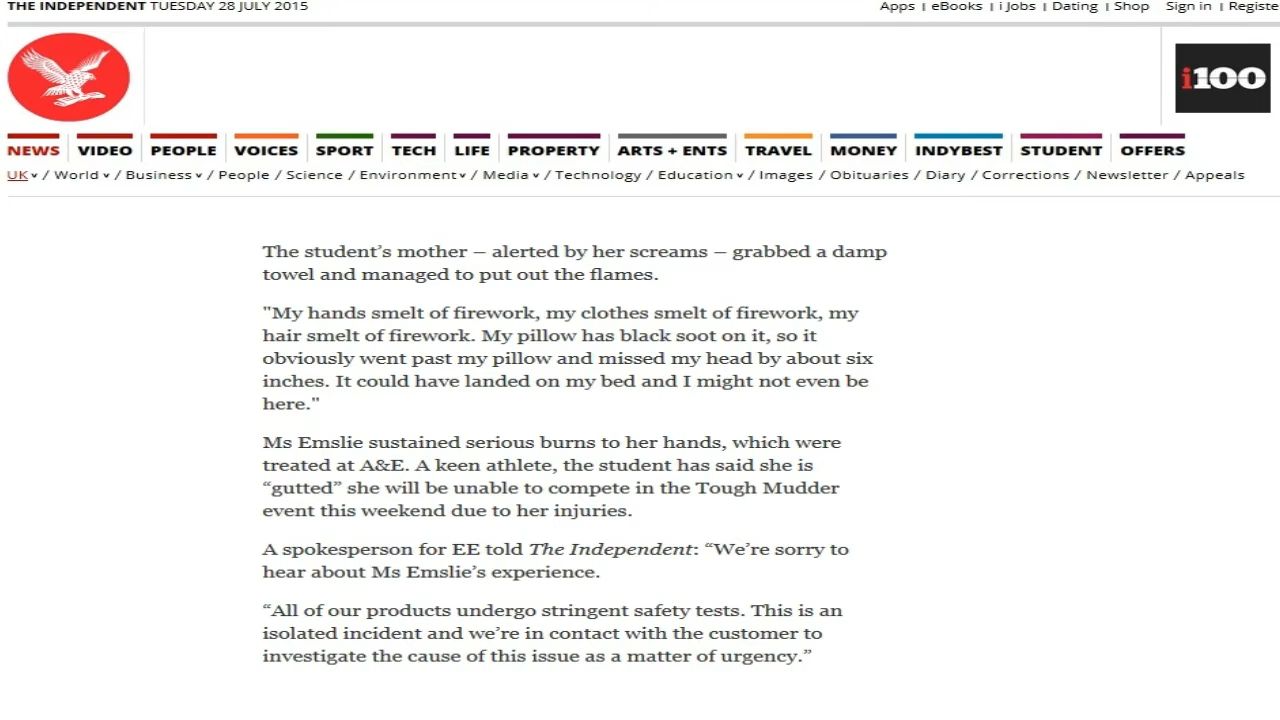 THE INDEPENDENT TUESDAY 28 JULY 2015
Apps | eBooks | i Jobs | Dating | Shop Sign in | Registe
i100
NEWS VIDEO PEOPLE VOICES SPORT TECH LIFE PROPERTY ARTS + ENTS TRAVEL MONEY INDYBEST STUDENT OFFERS
UK / World / Business / People / Science / Environment / Media / Technology / Education / Images / Obituaries / Diary / Corrections / Newsletter / Appeals
The student’s mother – alerted by her screams – grabbed a damp
towel and managed to put out the flames.
"My hands smelt of firework, my clothes smelt of firework, my
hair smelt of firework. My pillow has black soot on it, so it
obviously went past my pillow and missed my head by about six
inches. It could have landed on my bed and I might not even be
here."
Ms Emslie sustained serious burns to her hands, which were
treated at A&E. A keen athlete, the student has said she is
“gutted” she will be unable to compete in the Tough Mudder
event this weekend due to her injuries.
A spokesperson for EE told The Independent: “We’re sorry to
hear about Ms Emslie’s experience.
“All of our products undergo stringent safety tests. This is an
isolated incident and we’re in contact with the customer to
investigate the cause of this issue as a matter of urgency.”